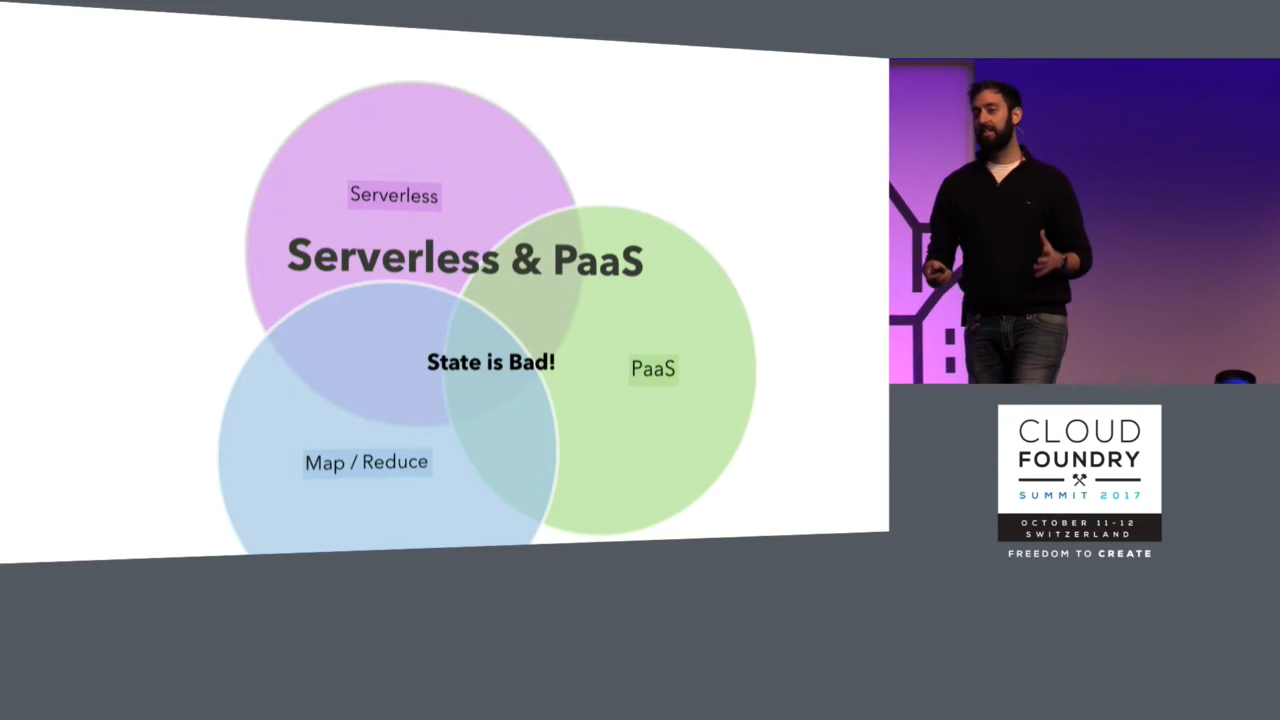 Serverless
Serverless & PaaS
State is Bad!
PaaS
Map / Reduce
CLOUD
FOUNDRY
SUMMIT 2017
OCTOBER 11-12
SWITZERLAND
FREEDOM TO CREATE